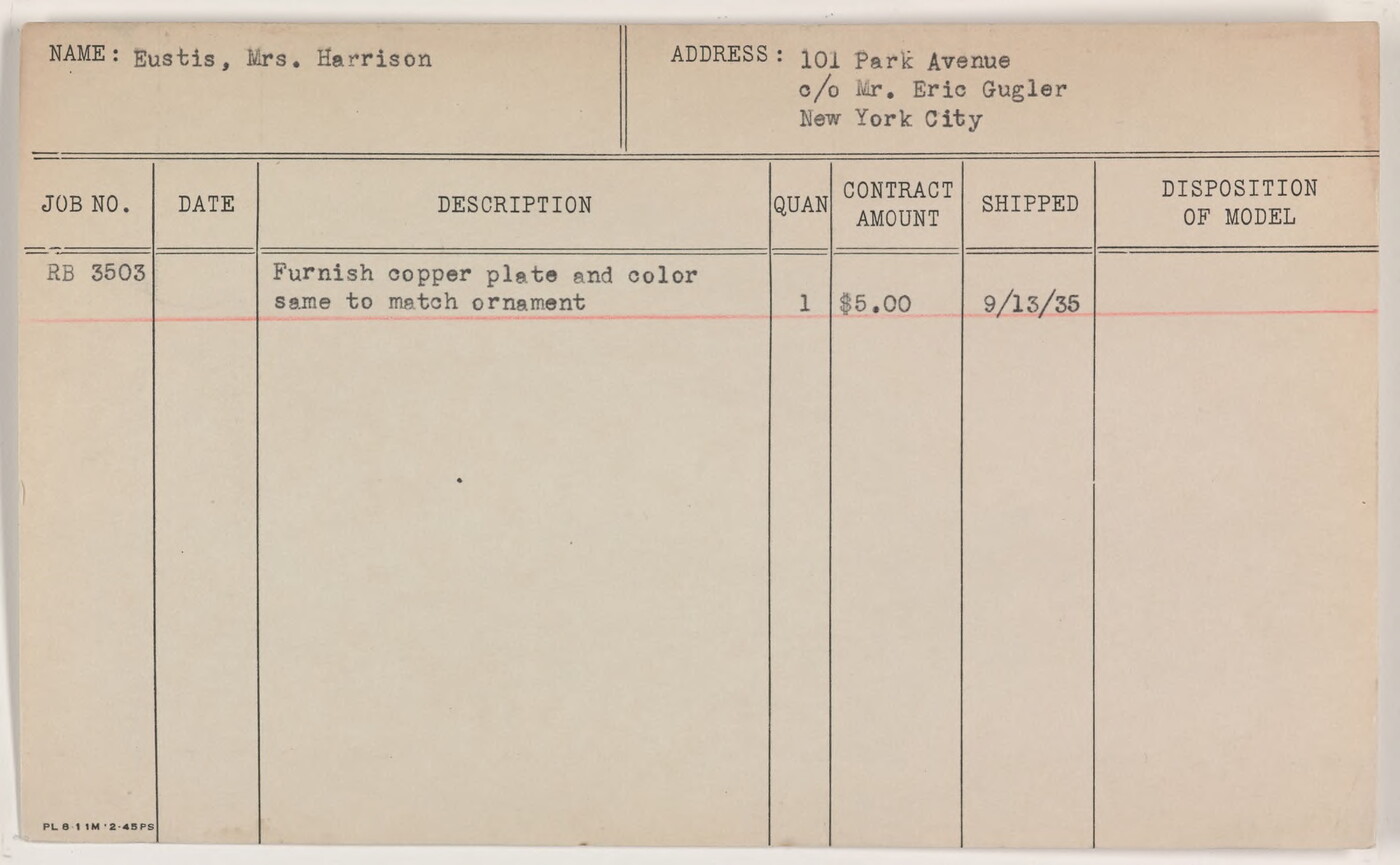 NAME: Eustis, Mrs. Harrison
ADDRESS: 101 Park Avenue
c/o Mr. Eric Gugler
New York City
JOB NO. DATE DESCRIPTION QUAN CONTRACT AMOUNT SHIPPED DISPOSITION OF MODEL
RB 3503 Furnish copper plate and color
same to match ornament 1 $5.00 9/13/35
PL 8-1 1M '2-45PS